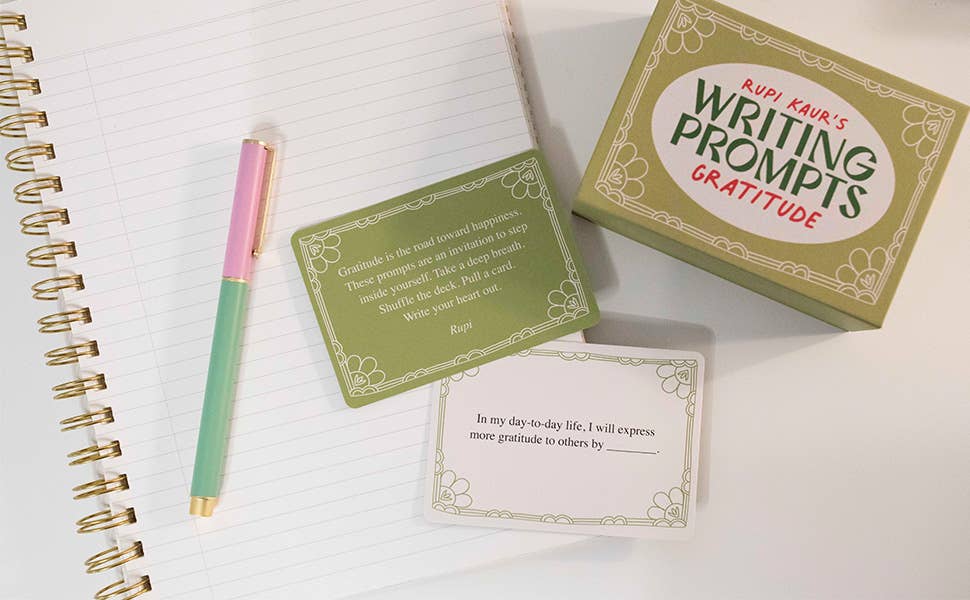 RUPI KAUR'S
WRITING
PROMPTS
GRATITUDE
Gratitude is the road toward happiness.
These prompts are an invitation to step
inside yourself. Take a deep breath.
Shuffle the deck. Pull a card.
Write your heart out.
Rupi
In my day-to-day life, I will express
more gratitude to others by ________.